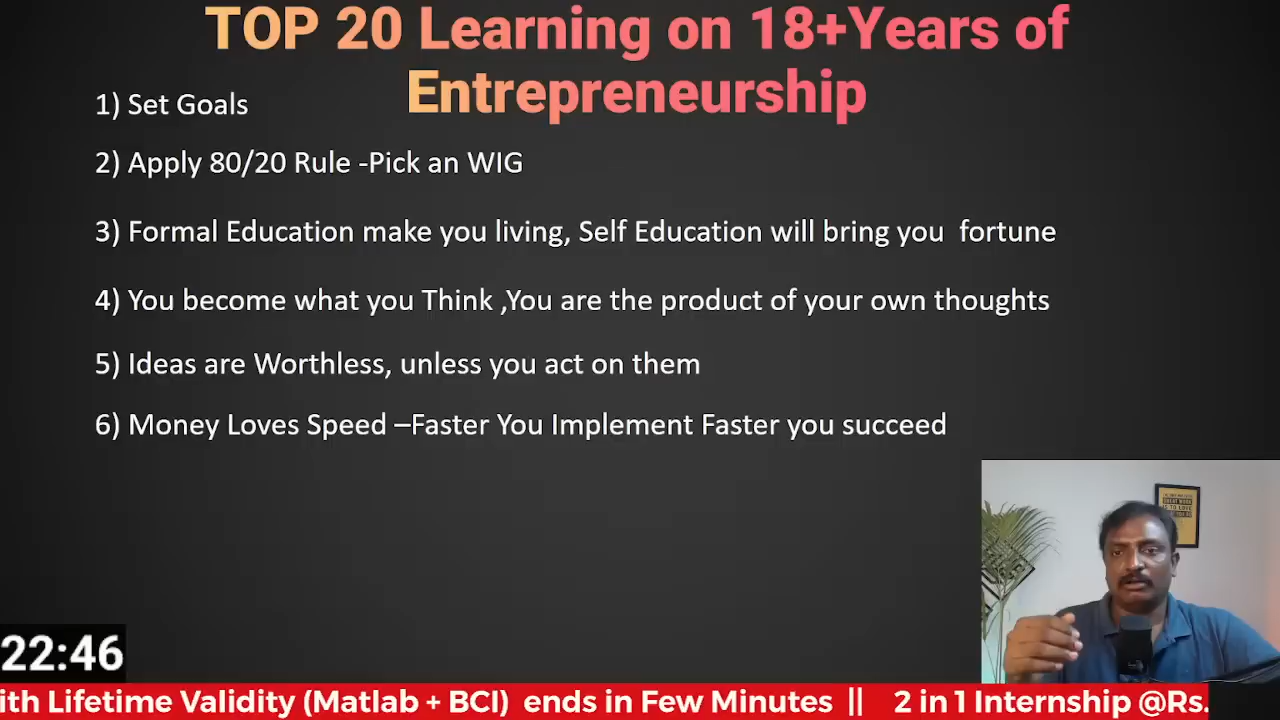 TOP 20 Learning on 18+Years of
Entrepreneurship
1) Set Goals
2) Apply 80/20 Rule -Pick an WIG
3) Formal Education make you living, Self Education will bring you  fortune
4) You become what you Think ,You are the product of your own thoughts
5) Ideas are Worthless, unless you act on them
6) Money Loves Speed –Faster You Implement Faster you succeed
22:46
ith Lifetime Validity (Matlab + BCI)  ends in Few Minutes  ||    2 in 1 Internship @Rs.